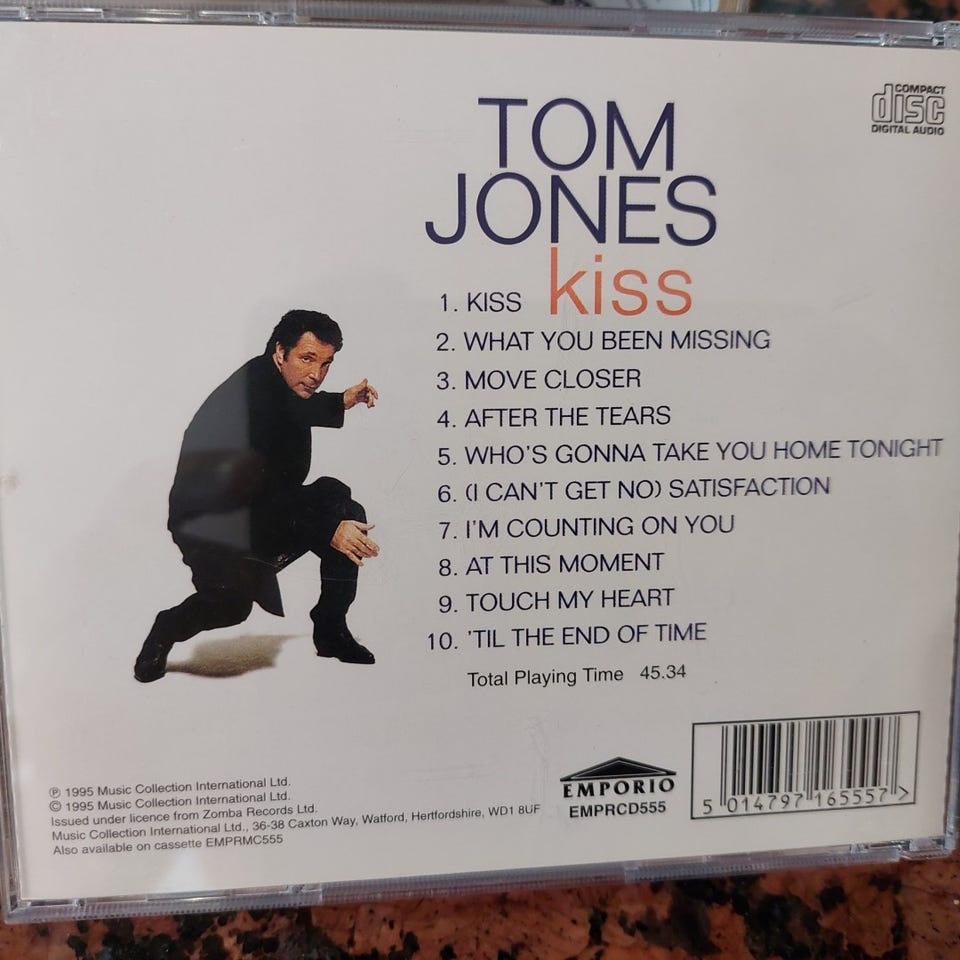 COMPACT
disc
DIGITAL AUDIO
TOM
JONES
kiss
1. KISS
2. WHAT YOU BEEN MISSING
3. MOVE CLOSER
4. AFTER THE TEARS
5. WHO'S GONNA TAKE YOU HOME TONIGHT
6. (I CAN'T GET NO) SATISFACTION
7. I'M COUNTING ON YOU
8. AT THIS MOMENT
9. TOUCH MY HEART
10. 'TIL THE END OF TIME
Total Playing Time 45.34
℗ 1995 Music Collection International Ltd.
© 1995 Music Collection International Ltd.
Issued under licence from Zomba Records Ltd.
Music Collection International Ltd., 36-38 Caxton Way, Watford, Hertfordshire, WD1 8UF
Also available on cassette EMPRMC555
EMPORIO
EMPRCD555
5 014797 165557 >